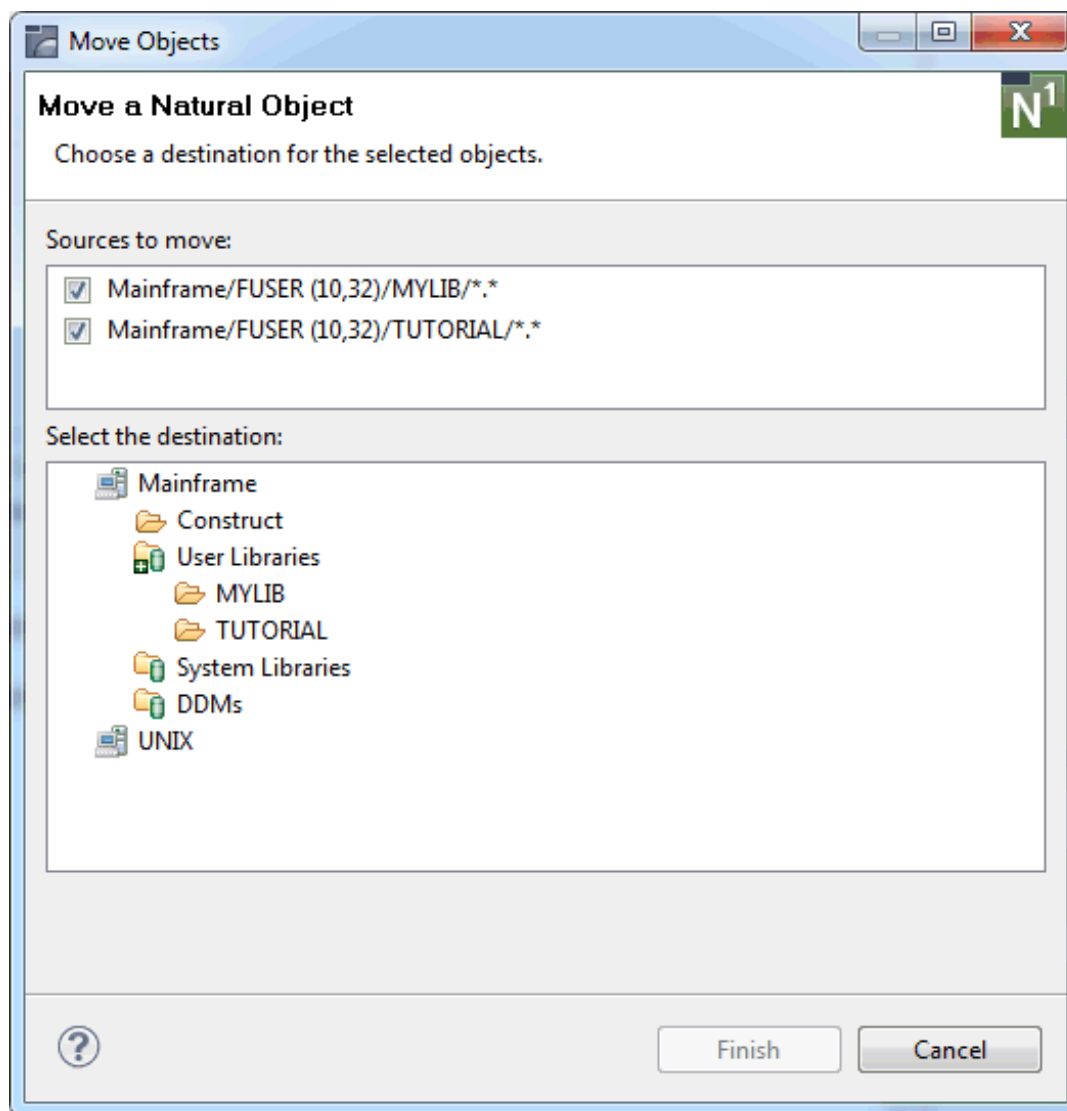 Move Objects
Move a Natural Object
N1
Choose a destination for the selected objects.
Sources to move:
Mainframe/FUSER (10,32)/MYLIB/*.*
Mainframe/FUSER (10,32)/TUTORIAL/*.*
Select the destination:
Mainframe
Construct
User Libraries
MYLIB
TUTORIAL
System Libraries
DDMs
UNIX
?
Finish
Cancel